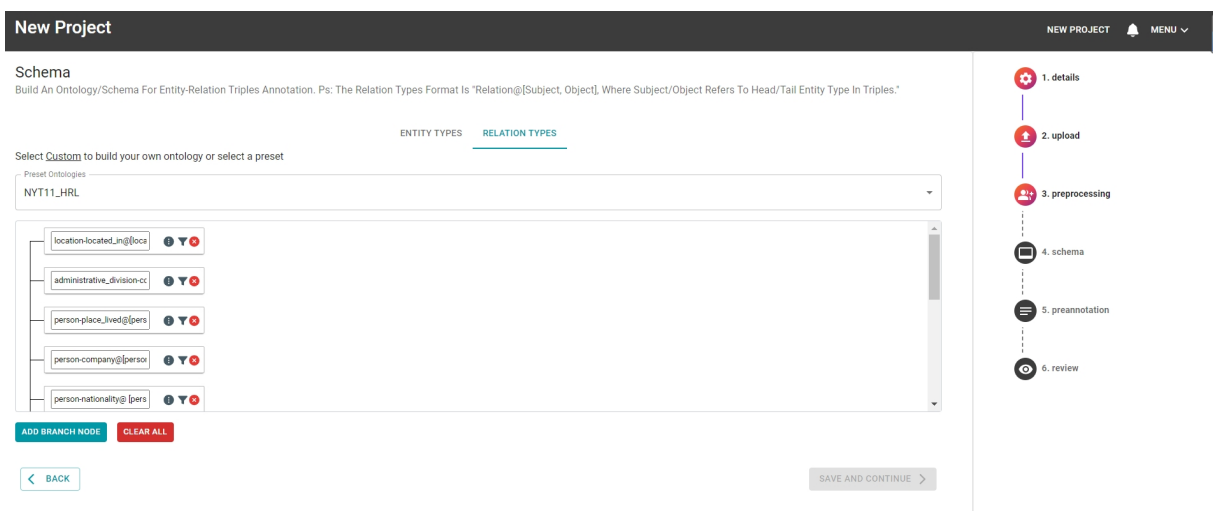 New Project
NEW PROJECT
MENU
Schema
Build An Ontology/Schema For Entity-Relation Triples Annotation. Ps: The Relation Types Format Is "Relation@[Subject, Object], Where Subject/Object Refers To Head/Tail Entity Type In Triples."
ENTITY TYPES
RELATION TYPES
Select Custom to build your own ontology or select a preset
Preset Ontologies
NYT11_HRL
location-located_in@[loca
administrative_division-cc
person-place_lived@[pers
person-company@[person
person-nationality@ [pers
ADD BRANCH NODE
CLEAR ALL
BACK
SAVE AND CONTINUE
1. details
2. upload
3. preprocessing
4. schema
5. preannotation
6. review